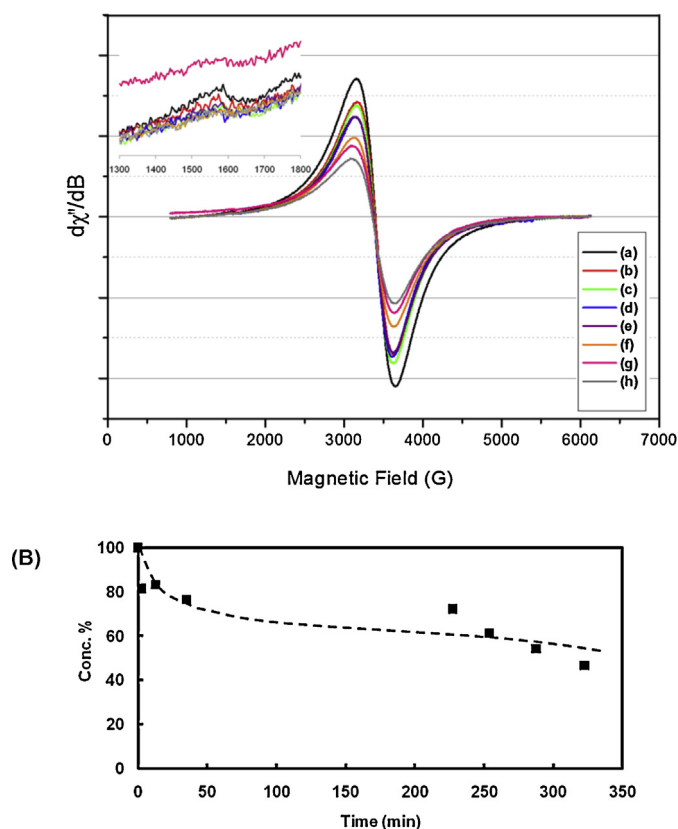 1300 1400 1500 1600 1700 1800
dχ"/dB
(a)
(b)
(c)
(d)
(e)
(f)
(g)
(h)
0 1000 2000 3000 4000 5000 6000 7000
Magnetic Field (G)
(B)
100
80
60
40
20
0
Conc. %
0 50 100 150 200 250 300 350
Time (min)